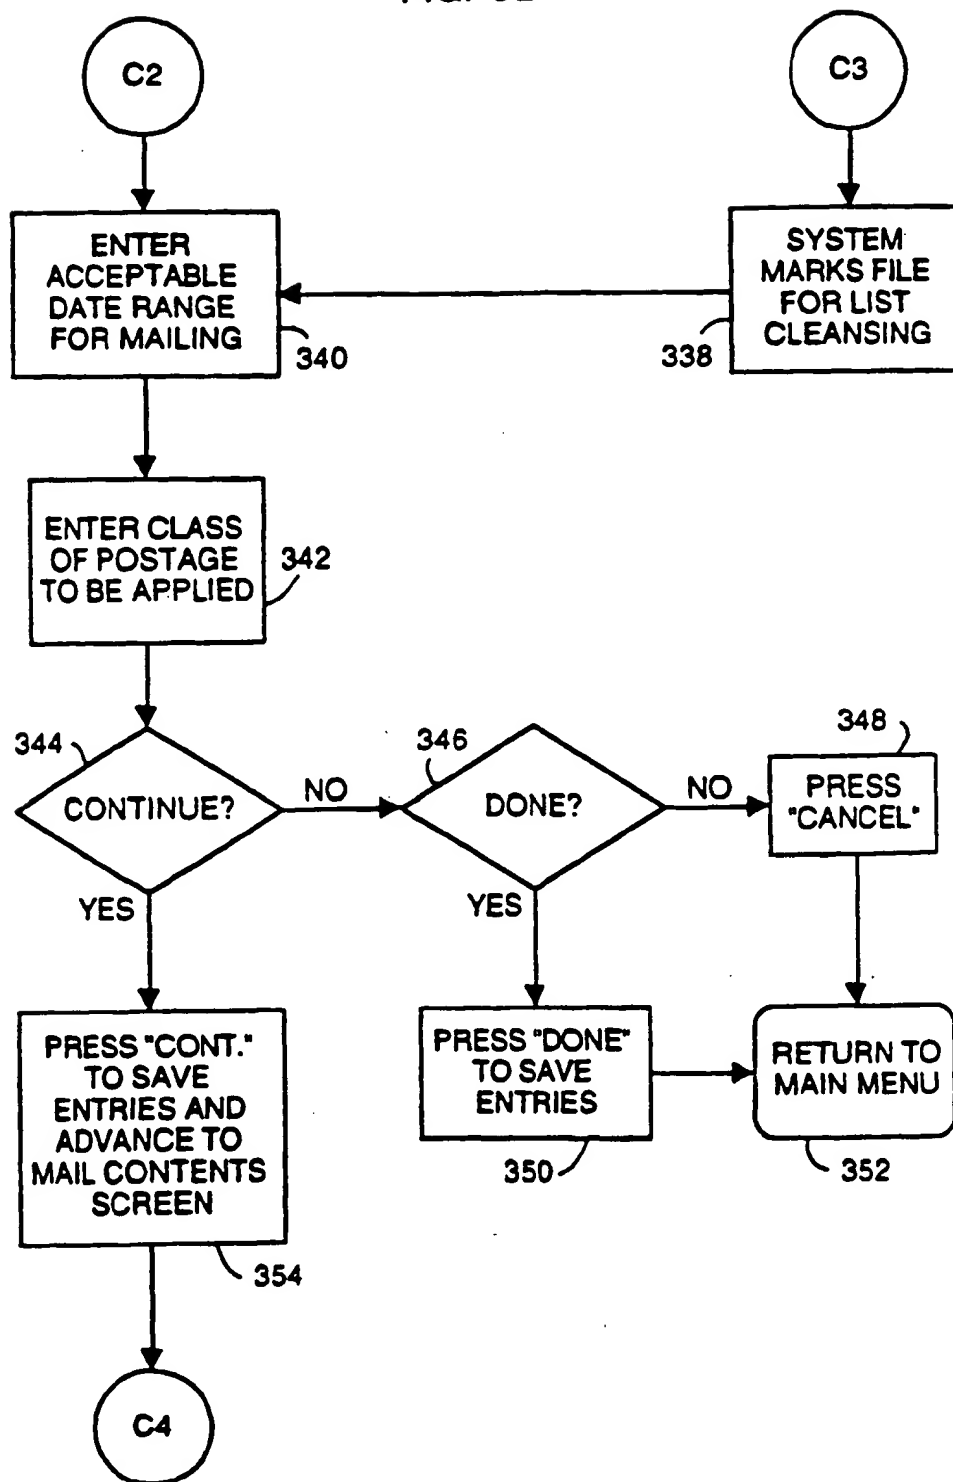 C2
C3
ENTER
ACCEPTABLE
DATE RANGE
FOR MAILING
340
SYSTEM
MARKS FILE
FOR LIST
CLEANSING
338
ENTER CLASS
OF POSTAGE
TO BE APPLIED
342
344
CONTINUE?
NO
YES
346
DONE?
NO
YES
348
PRESS
"CANCEL"
PRESS "CONT."
TO SAVE
ENTRIES AND
ADVANCE TO
MAIL CONTENTS
SCREEN
354
PRESS "DONE"
TO SAVE
ENTRIES
350
RETURN TO
MAIN MENU
352
C4